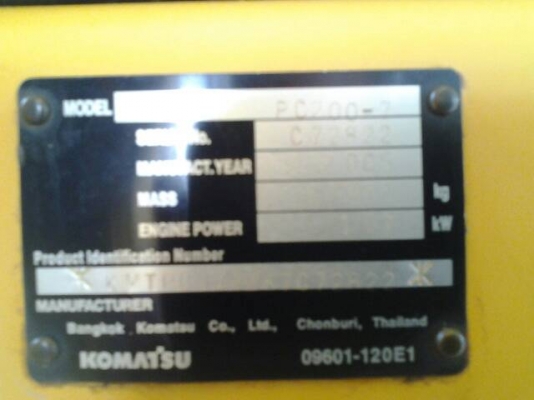 MODEL PC200-7
SERIAL No.
MANUFACT.YEAR
MASS kg
ENGINE POWER kW
Product Identification Number
MANUFACTURER
Bangkok Komatsu Co., Ltd., Chonburi, Thailand
KOMATSU 09601-120E1